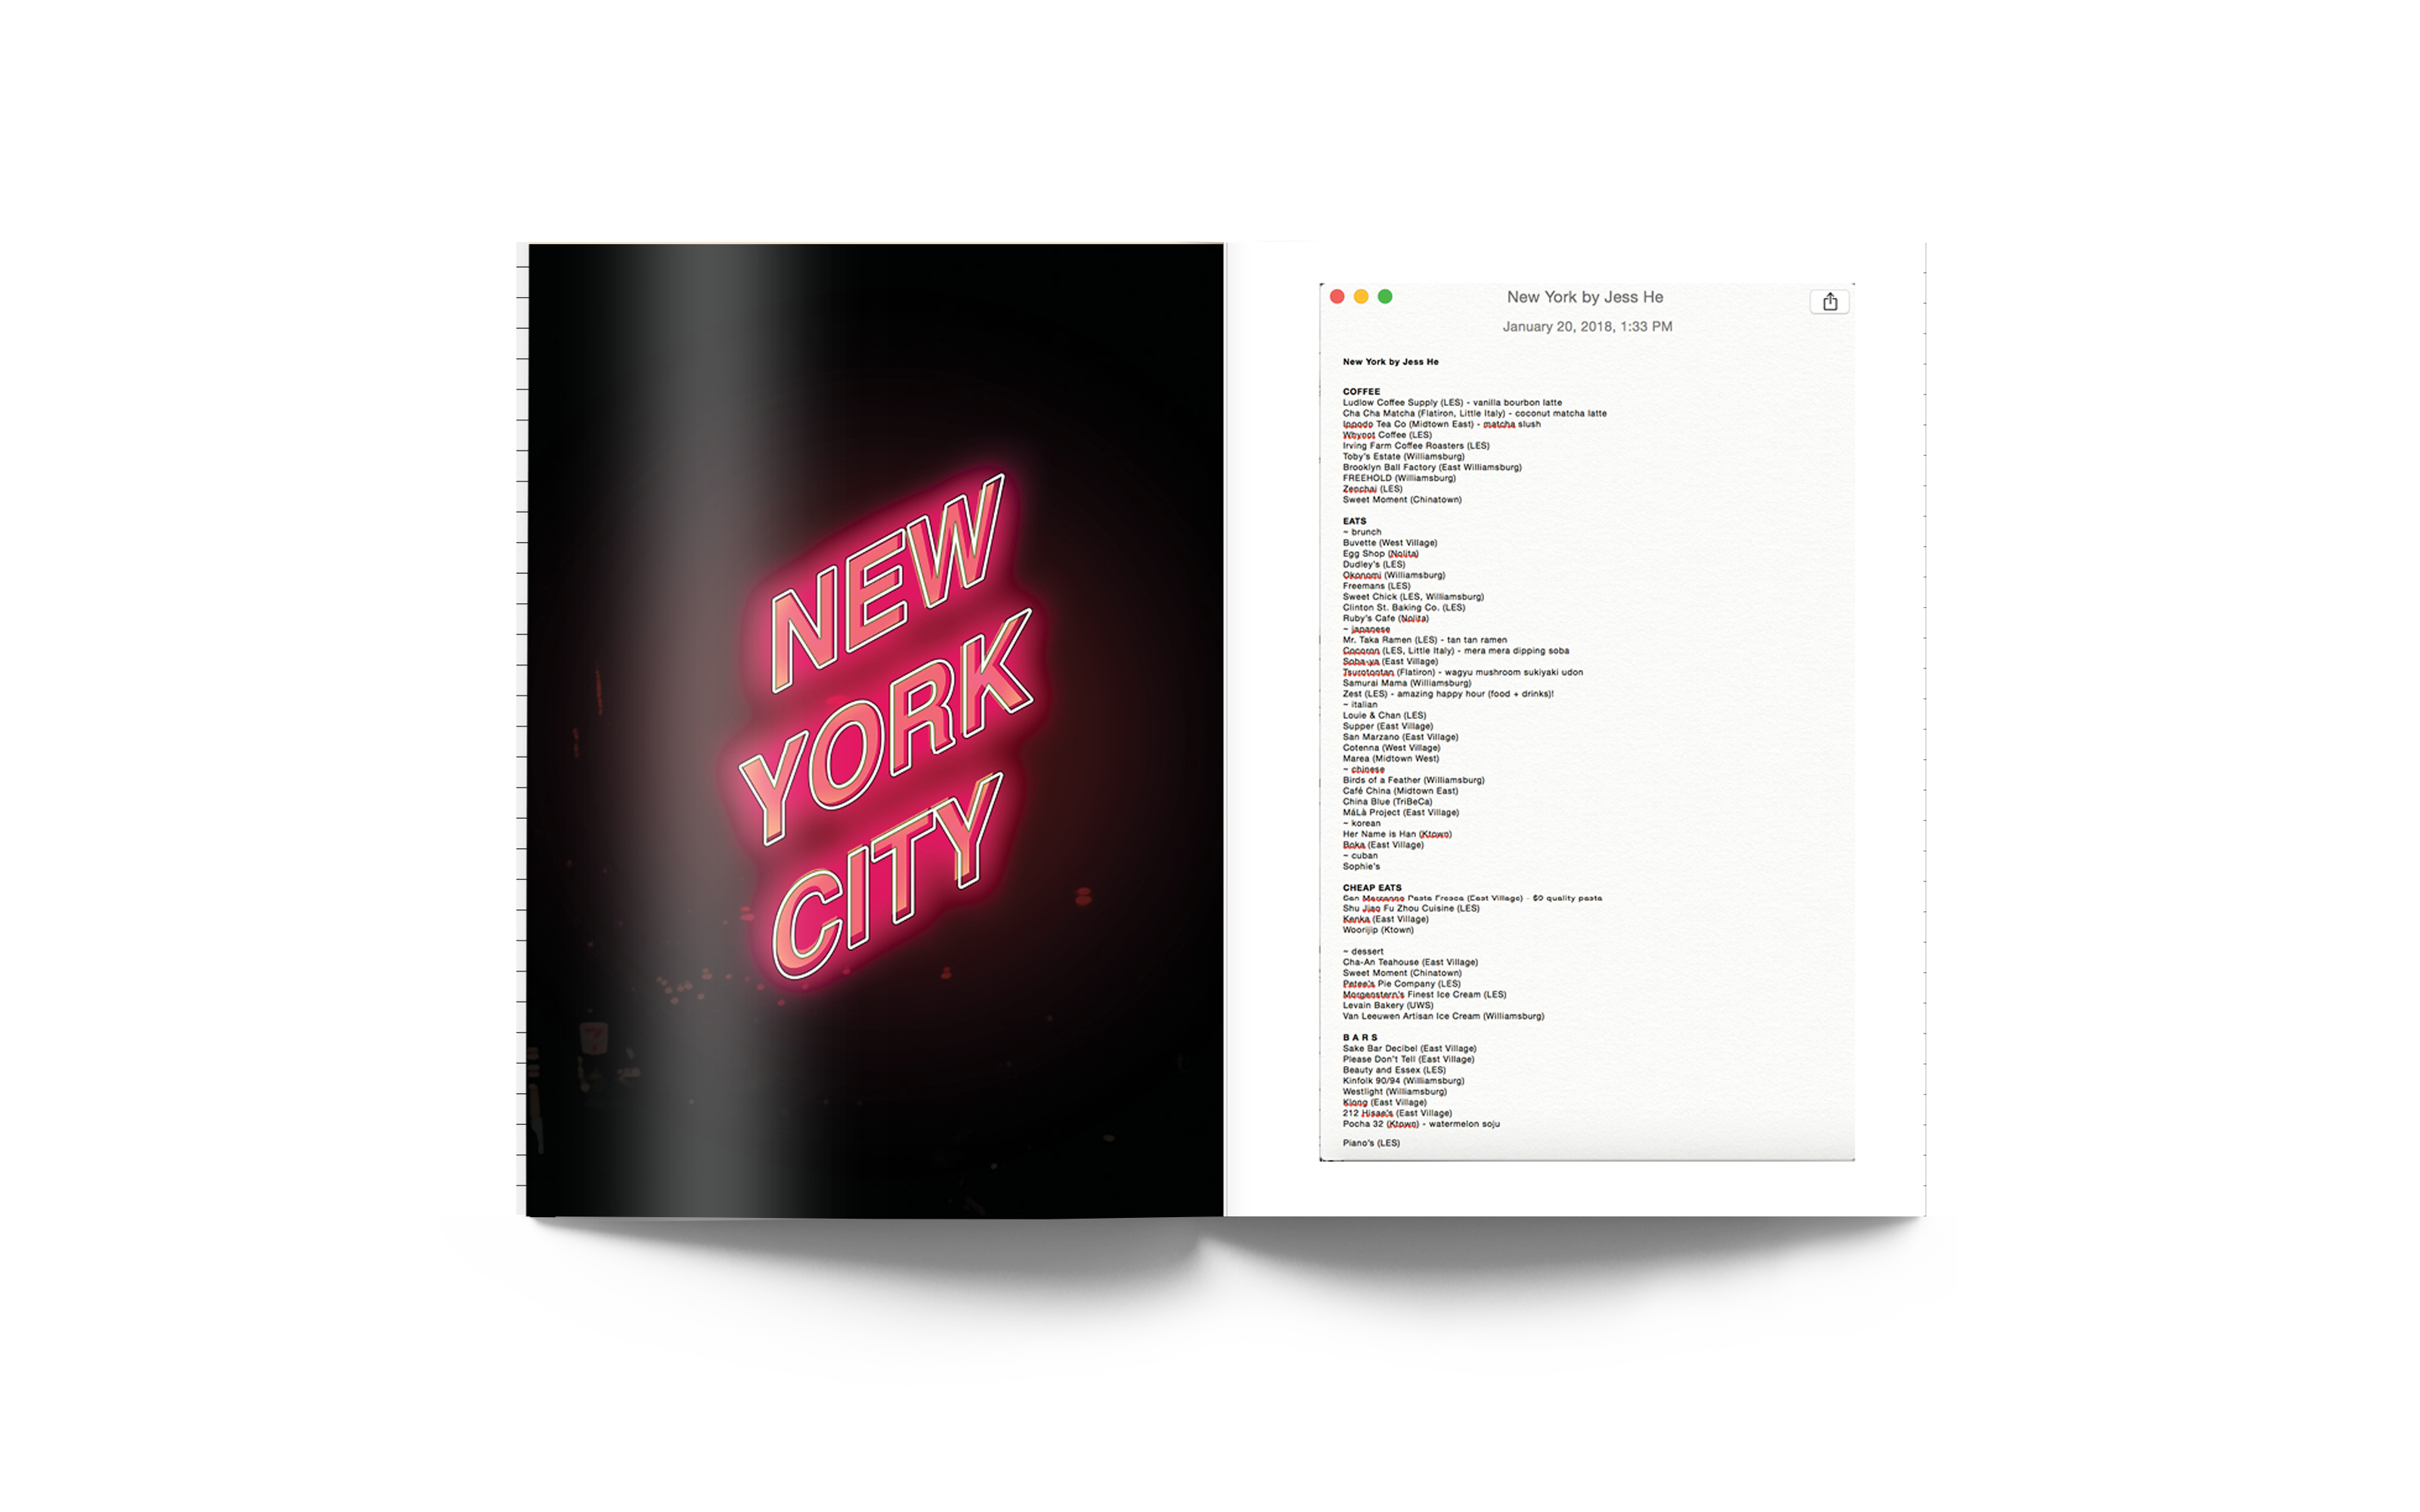 NEW
YORK
CITY
New York by Jess He
January 20, 2018, 1:33 PM
New York by Jess He
COFFEE
Ludlow Coffee Supply (LES) - vanilla bourbon latte
Cha Cha Matcha (Flatiron, Little Italy) - coconut matcha latte
Ippodo Tea Co (Midtown East) - matcha slush
Whynot Coffee (LES)
Irving Farm Coffee Roasters (LES)
Toby's Estate (Williamsburg)
Brooklyn Ball Factory (East Williamsburg)
FREEHOLD (Williamsburg)
Zenchai (LES)
Sweet Moment (Chinatown)
EATS
~ brunch
Buvette (West Village)
Egg Shop (Nolita)
Dudley's (LES)
Okonomi (Williamsburg)
Freemans (LES)
Sweet Chick (LES, Williamsburg)
Clinton St. Baking Co. (LES)
Ruby's Cafe (Nolita)
~ japanese
Mr. Taka Ramen (LES) - tan tan ramen
Cocoron (LES, Little Italy) - mera mera dipping soba
Soba-ya (East Village)
Tsurotontan (Flatiron) - wagyu mushroom sukiyaki udon
Samurai Mama (Williamsburg)
Zest (LES) - amazing happy hour (food + drinks)!
~ italian
Louie & Chan (LES)
Supper (East Village)
San Marzano (East Village)
Cotenna (West Village)
Marea (Midtown West)
~ chinese
Birds of a Feather (Williamsburg)
Café China (Midtown East)
China Blue (TriBeCa)
MáLà Project (East Village)
~ korean
Her Name is Han (Ktown)
Boka (East Village)
~ cuban
Sophie's
CHEAP EATS
Pasta Fresca (East Village) - quality pasta
Shu Jiao Fu Zhou Cuisine (LES)
Kenka (East Village)
Woorijip (Ktown)
~ dessert
Cha-An Teahouse (East Village)
Sweet Moment (Chinatown)
Petee's Pie Company (LES)
Morgenstern's Finest Ice Cream (LES)
Levain Bakery (UWS)
Van Leeuwen Artisan Ice Cream (Williamsburg)
BARS
Sake Bar Decibel (East Village)
Please Don't Tell (East Village)
Beauty and Essex (LES)
Kinfolk 90/94 (Williamsburg)
Westlight (Williamsburg)
Klong (East Village)
212 Hisae's (East Village)
Pocha 32 (Ktown) - watermelon soju
Piano's (LES)